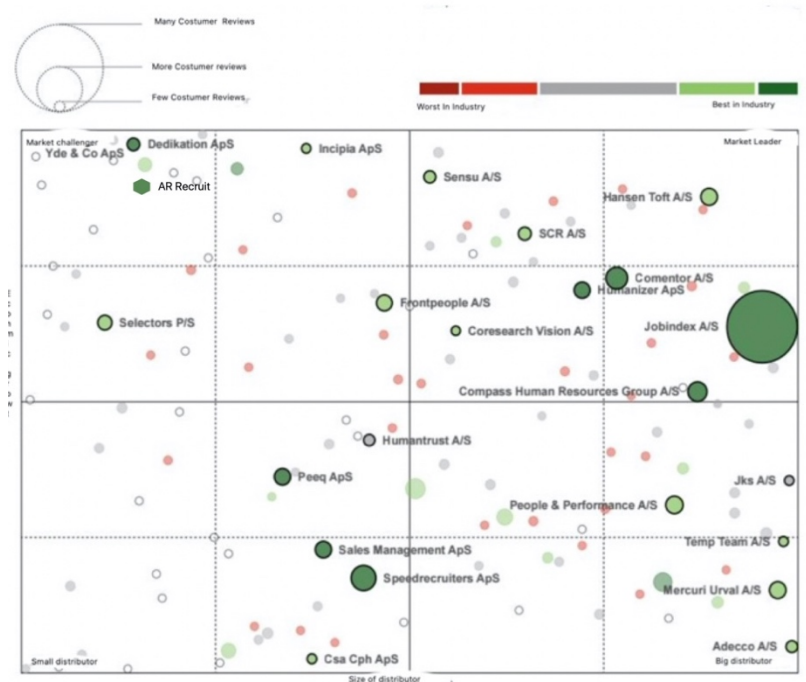 Many Costumer Reviews
More Costumer reviews
Few Costumer Reviews
Worst In Industry
Best in Industry
Market challenger
Market Leader
Dedikation ApS
Yde & Co ApS
Incipia ApS
AR Recruit
Sensu A/S
Hansen Toft A/S
SCR A/S
Comentor A/S
Humanizer ApS
Frontpeople A/S
Selectors P/S
Coresearch Vision A/S
Jobindex A/S
Compass Human Resources Group A/S
Humantrust A/S
Peeq ApS
Jks A/S
People & Performance A/S
Temp Team A/S
Sales Management ApS
Speedrecruiters ApS
Mercuri Urval A/S
Adecco A/S
Csa Cph ApS
Small distributor
Big distributor
Size of distributor